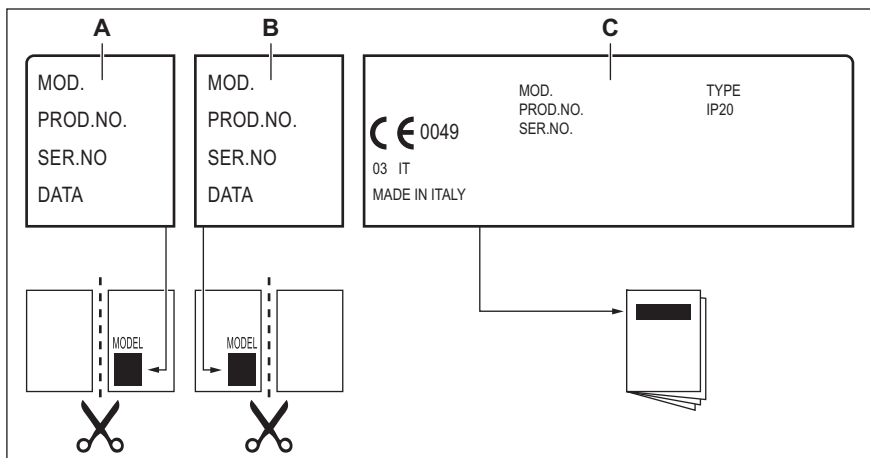 A
B
C
MOD.
PROD.NO.
SER.NO
DATA
MOD.
PROD.NO.
SER.NO
DATA
MOD.
PROD.NO.
SER.NO.
TYPE
IP20
CE 0049
03 IT
MADE IN ITALY
MODEL
MODEL